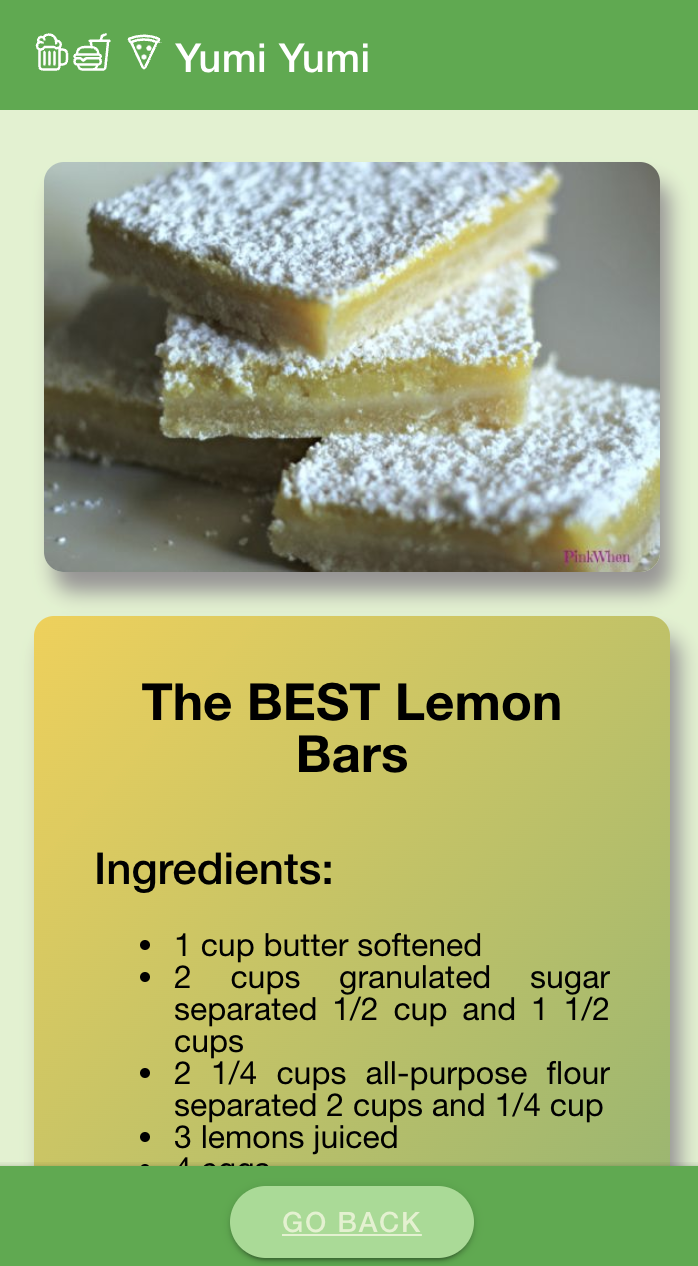 Yumi Yumi
PinkWhen
The BEST Lemon
Bars
Ingredients:
• 1 cup butter softened
• 2 cups granulated sugar
separated 1/2 cup and 1 1/2
cups
• 2 1/4 cups all-purpose flour
separated 2 cups and 1/4 cup
• 3 lemons juiced
• 4 eggs
GO BACK